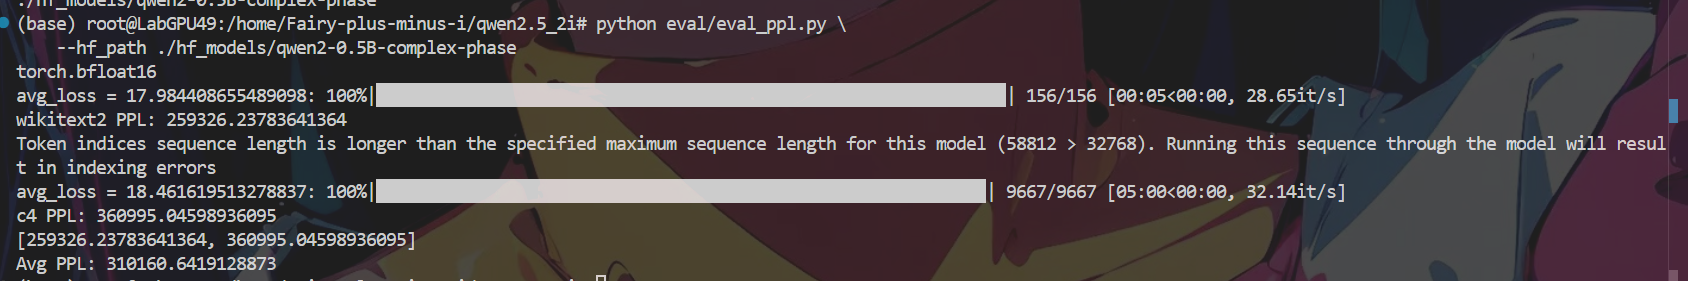 ./hf_models/qwen2-0.5B-complex-phase
(base) root@LabGPU49:/home/Fairy-plus-minus-i/qwen2.5_2i# python eval/eval_ppl.py \
    --hf_path ./hf_models/qwen2-0.5B-complex-phase
torch.bfloat16
avg_loss = 17.984408655489098: 100%|| 156/156 [00:05<00:00, 28.65it/s]
wikitext2 PPL: 259326.23783641364
Token indices sequence length is longer than the specified maximum sequence length for this model (58812 > 32768). Running this sequence through the model will resul
t in indexing errors
avg_loss = 18.461619513278837: 100%|| 9667/9667 [05:00<00:00, 32.14it/s]
c4 PPL: 360995.04598936095
[259326.23783641364, 360995.04598936095]
Avg PPL: 310160.6419128873